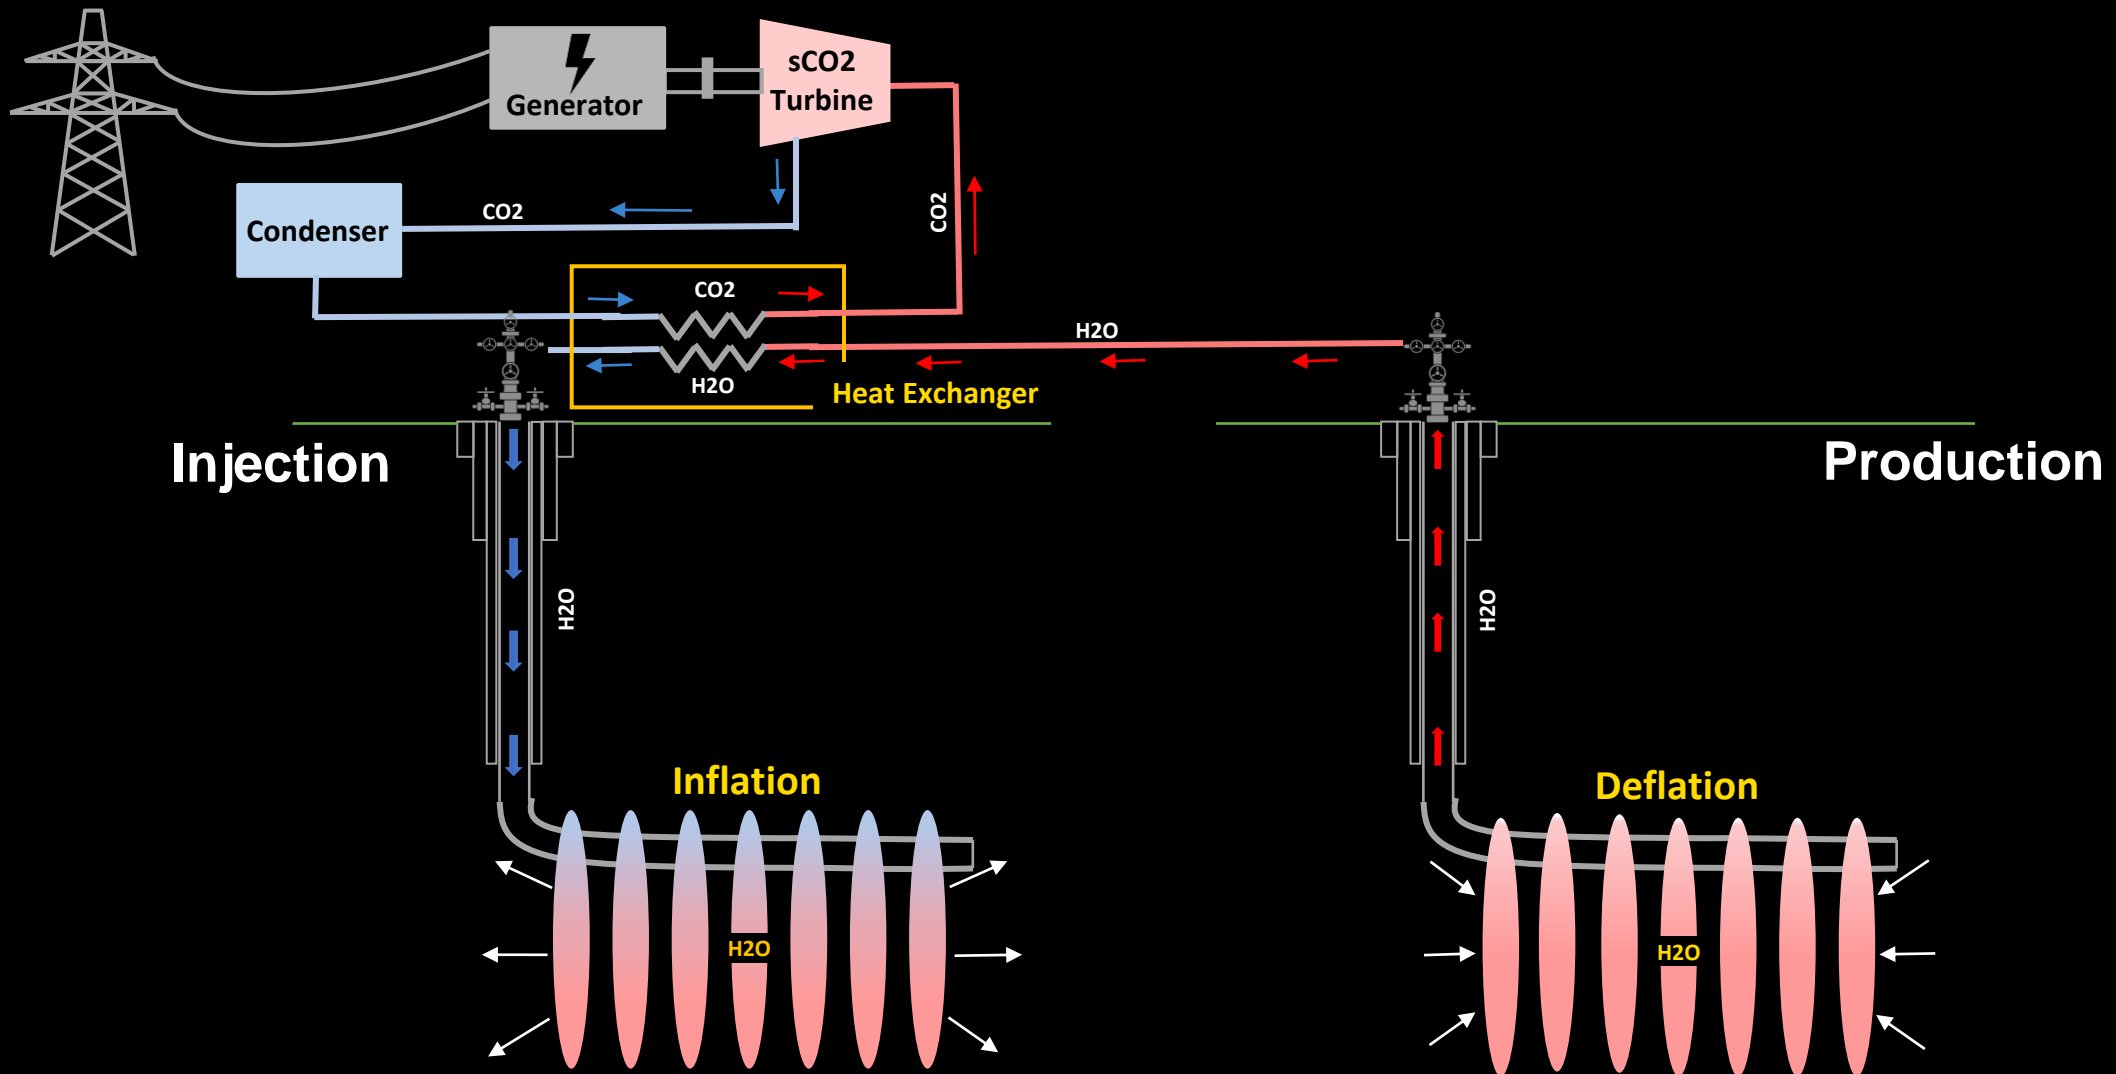 sCO2
Turbine
Generator
CO2
CO2
Condenser
CO2
H2O
H2O
Heat Exchanger
Injection
Production
H2O
H2O
Inflation
Deflation
H2O
H2O